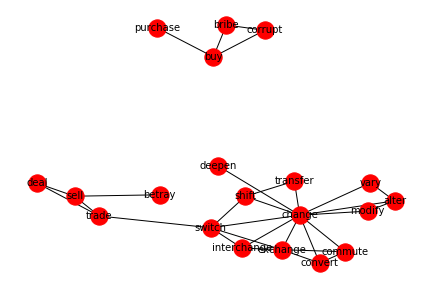 purchase
bribe
corrupt
buy
deepen
deal
transfer
vary
sell
betray
shift
alter
trade
change
modify
switch
interchange
exchange
commute
convert